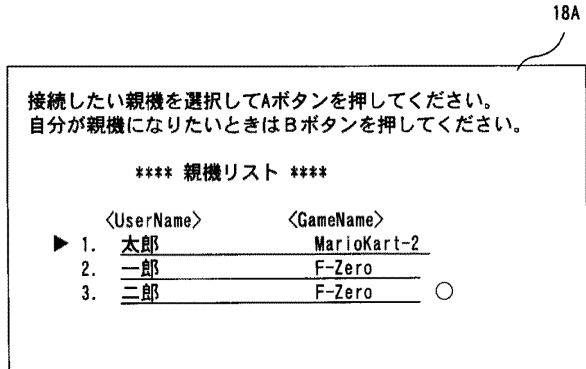 18A
接続したい親機を選択してAボタンを押してください。
自分が親機になりたいときはBボタンを押してください。
**** 親機リスト ****
〈UserName〉 〈GameName〉
▶ 1. 太郎 MarioKart-2
2. 一郎 F-Zero
3. 二郎 F-Zero ○